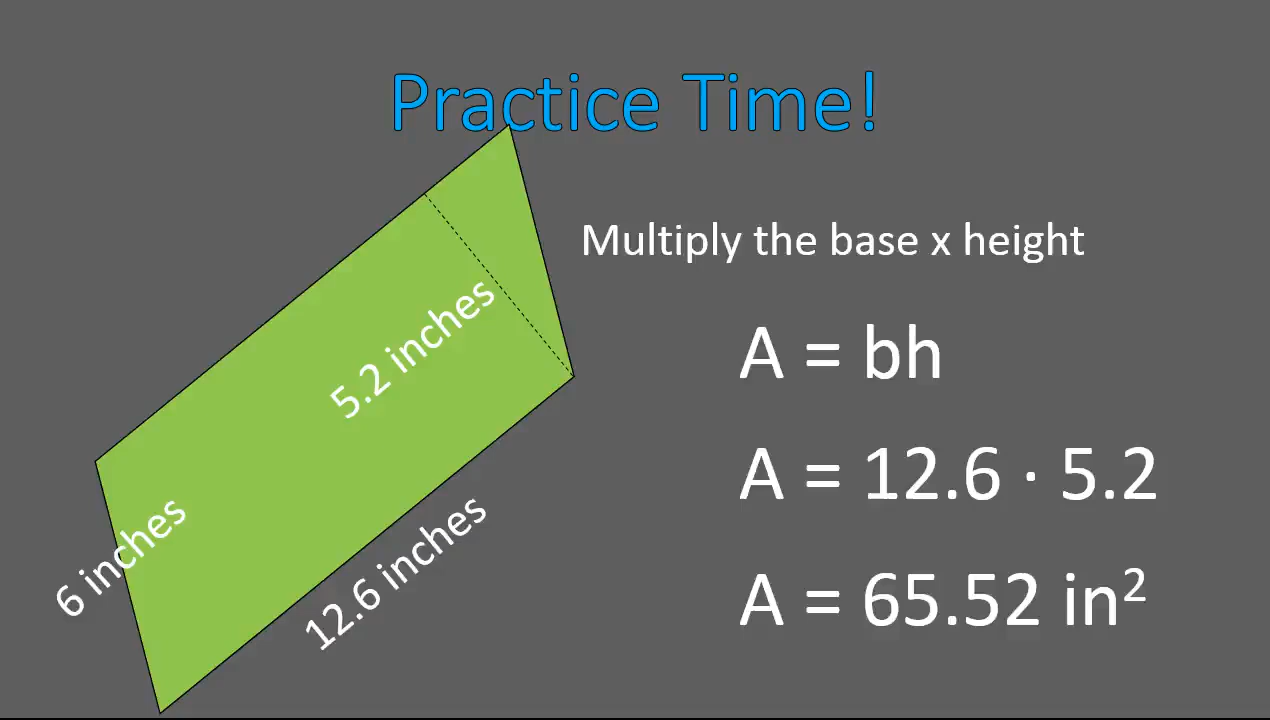 Practice Time!
Multiply the base x height
5.2 inches
A = bh
A = 12.6 · 5.2
6 inches
12.6 inches
A = 65.52 in²